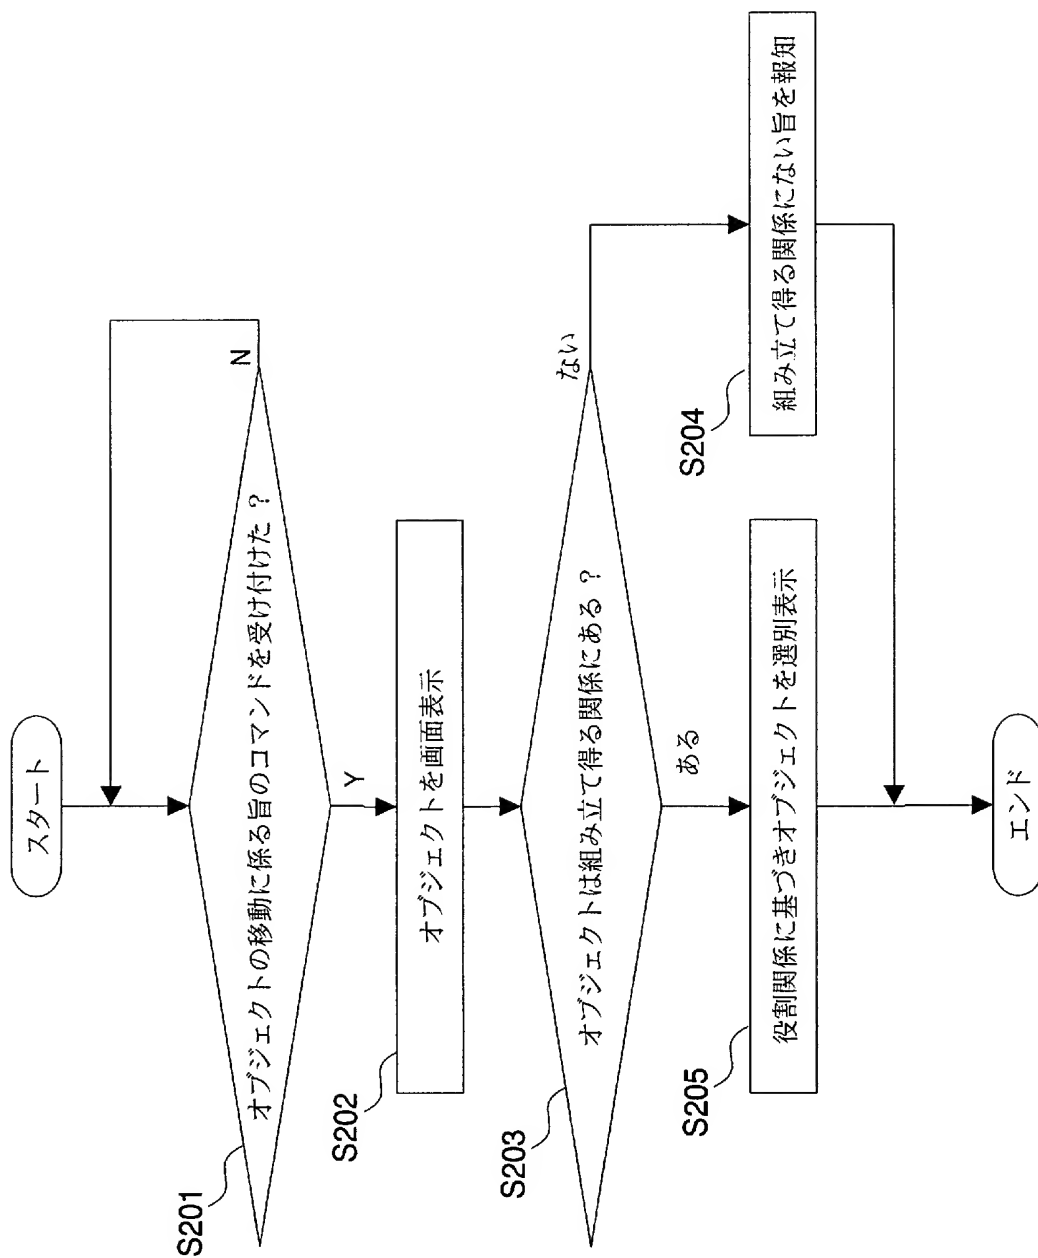 スタート
S201
オブジェクトの移動に係る旨のコマンドを受け付けた?
N
Y
S202
オブジェクトを画面表示
S203
オブジェクトは組み立て得る関係にある?
ない
ある
S204
組み立て得る関係にない旨を報知
S205
役割関係に基づきオブジェクトを選別表示
エンド